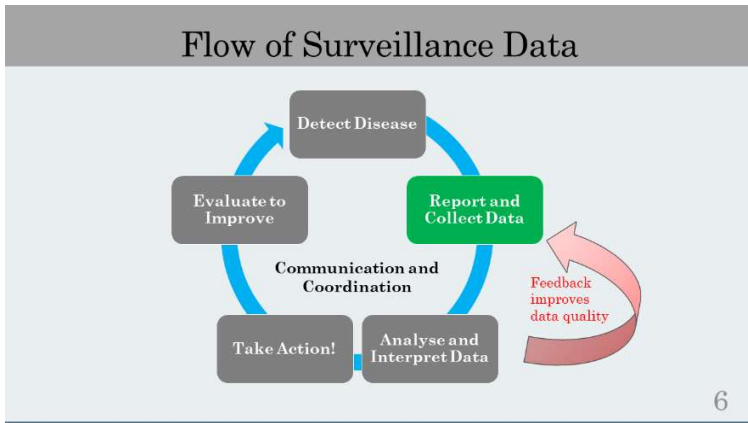 Flow of Surveillance Data
Detect Disease
Report and
Collect Data
Analyse and
Interpret Data
Take Action!
Evaluate to
Improve
Communication and
Coordination
Feedback
improves
data quality
6